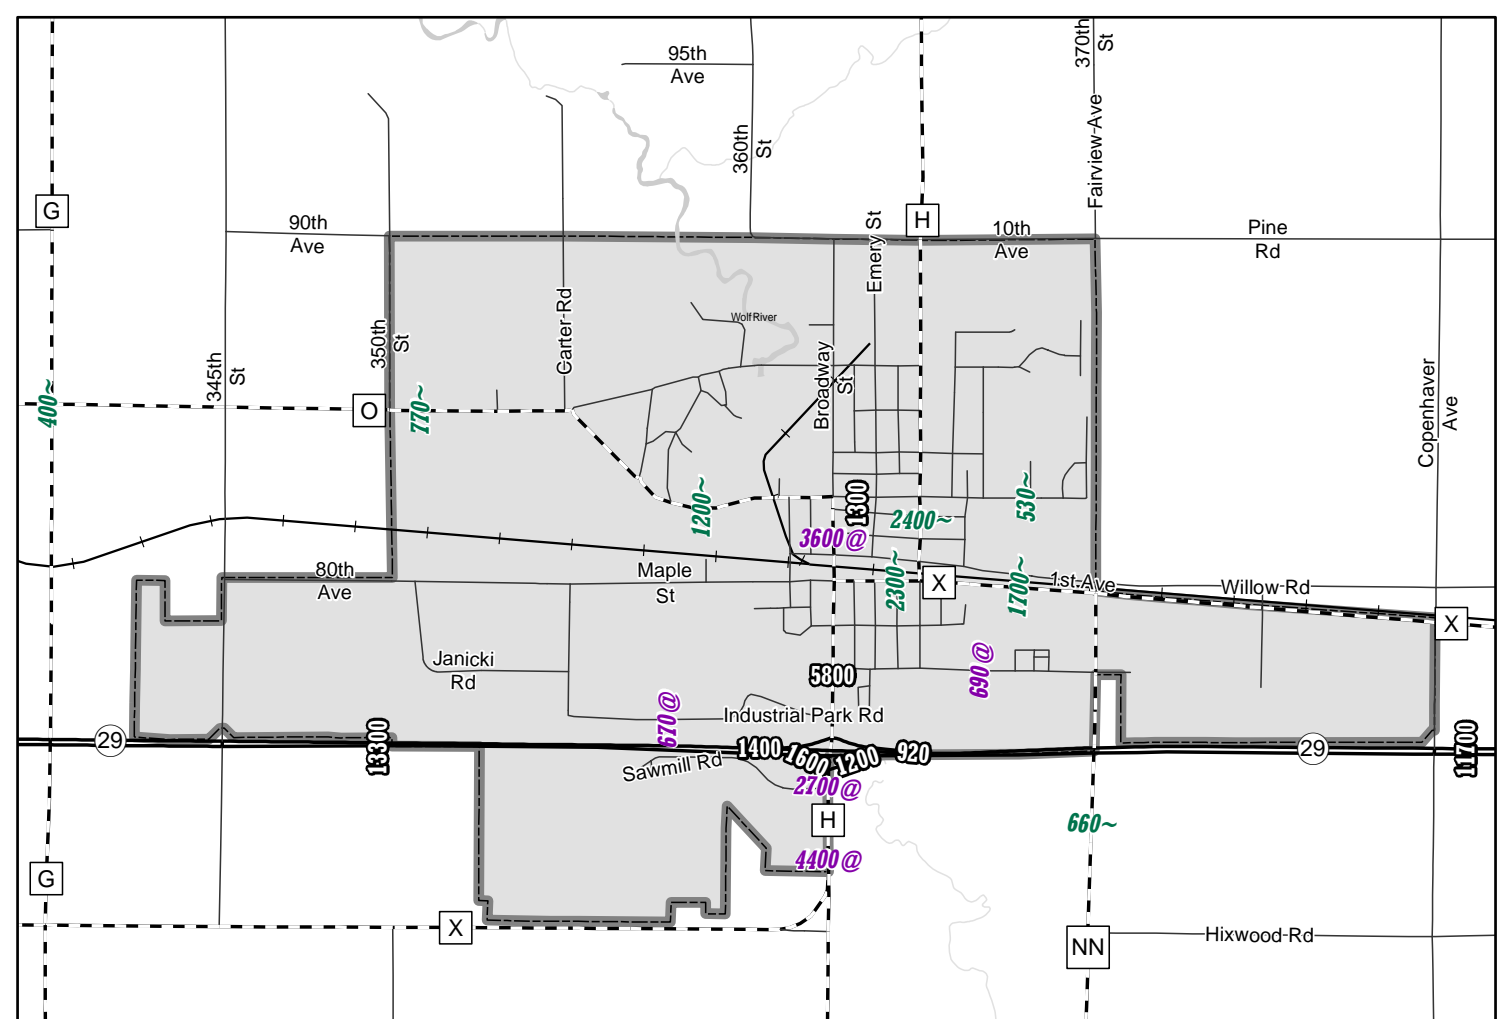 370th
St
95th
Ave
360th
St
Fairview-Ave
G
H
90th
Ave
Emery St
10th
Ave
Pine
Rd
Carter-Rd
Wolf River
350th
St
345th
St
Broadway
St
Copenhaver
Ave
400~
O
770~
1200~
1300
3600@
2400~
530~
2300~
1700~
80th
Ave
Maple
St
X
1st Ave
Willow Rd
X
Janicki
Rd
5800
690@
670@
Industrial Park Rd
29
13300
1400
1600
1200
920
29
11700
Sawmill Rd
2700@
H
660~
4400@
G
X
NN
Hixwood-Rd